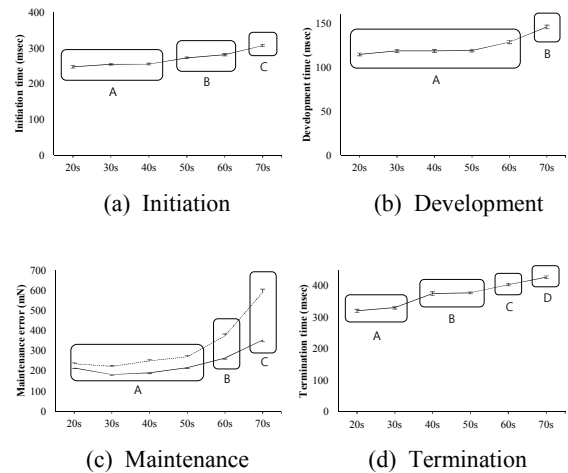 Initiation time (msec)
400
300
200
100
0
A
B
C
20s 30s 40s 50s 60s 70s
(a) Initiation
Development time (msec)
150
100
50
0
A
B
20s 30s 40s 50s 60s 70s
(b) Development
Maintenance error (mN)
700
600
500
400
300
200
100
0
A
B
C
20s 30s 40s 50s 60s 70s
(c) Maintenance
Termination time (msec)
400
300
200
100
0
A
B
C
D
20s 30s 40s 50s 60s 70s
(d) Termination